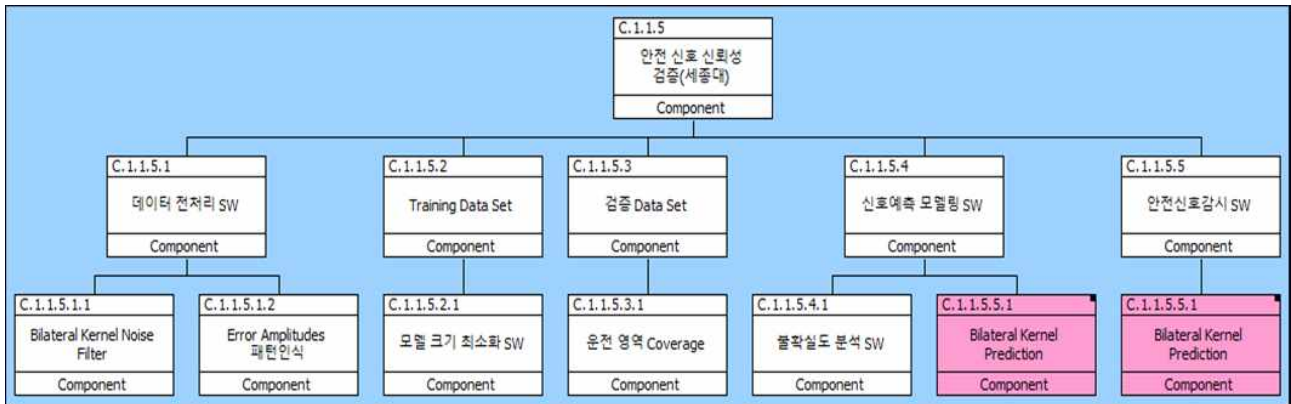 C.1.1.5
안전 신호 신뢰성
검증(세종대)
Component
C.1.1.5.1
데이터 전처리 SW
Component
C.1.1.5.2
Training Data Set
Component
C.1.1.5.3
검증 Data Set
Component
C.1.1.5.4
신호예측 모델링 SW
Component
C.1.1.5.5
안전신호감시 SW
Component
C.1.1.5.1.1
Bilateral Kernel Noise
Filter
Component
C.1.1.5.1.2
Error Amplitudes
패턴인식
Component
C.1.1.5.2.1
모델 크기 최소화 SW
Component
C.1.1.5.3.1
운전 영역 Coverage
Component
C.1.1.5.4.1
불확실도 분석 SW
Component
C.1.1.5.5.1
Bilateral Kernel
Prediction
Component
C.1.1.5.5.1
Bilateral Kernel
Prediction
Component